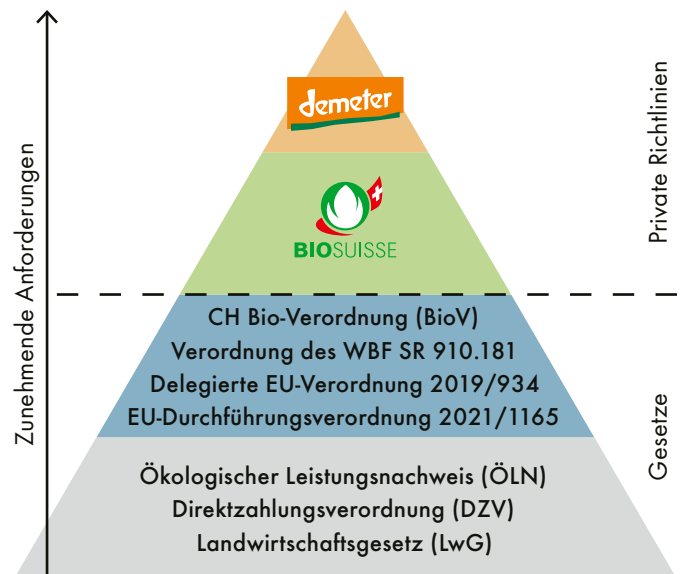 demeter
BIOSUISSE
CH Bio-Verordnung (BioV)
Verordnung des WBF SR 910.181
Delegierte EU-Verordnung 2019/934
EU-Durchführungsverordnung 2021/1165
Ökologischer Leistungsnachweis (ÖLN)
Direktzahlungsverordnung (DZV)
Landwirtschaftsgesetz (LwG)
Zunehmende Anforderungen
Private Richtlinien
Gesetze